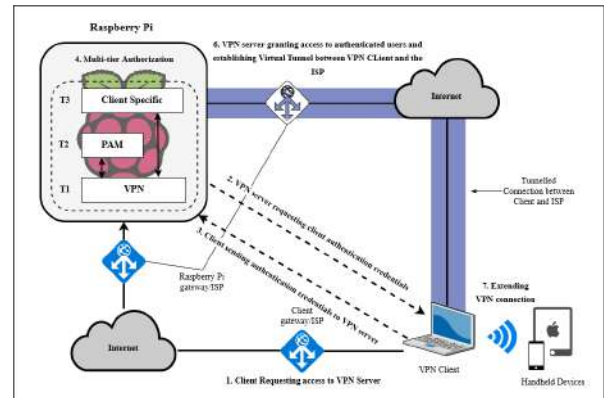 Raspberry Pi
4. Multi-tier Authorization
T3
Client Specific
T2
PAM
T1
VPN
6. VPN server granting access to authenticated users and
establishing Virtual Tunnel between VPN CLient and the
ISP
Internet
Tunnelled
Connection between
Client and ISP
2. VPN server requesting client authentication credentials
3. Client sending authentication credentials to VPN server
Raspberry Pi
gateway/ISP
Client
gateway/ISP
7. Extending
VPN connection
Internet
VPN Client
Handheld Devices
1. Client Requesting access to VPN Server